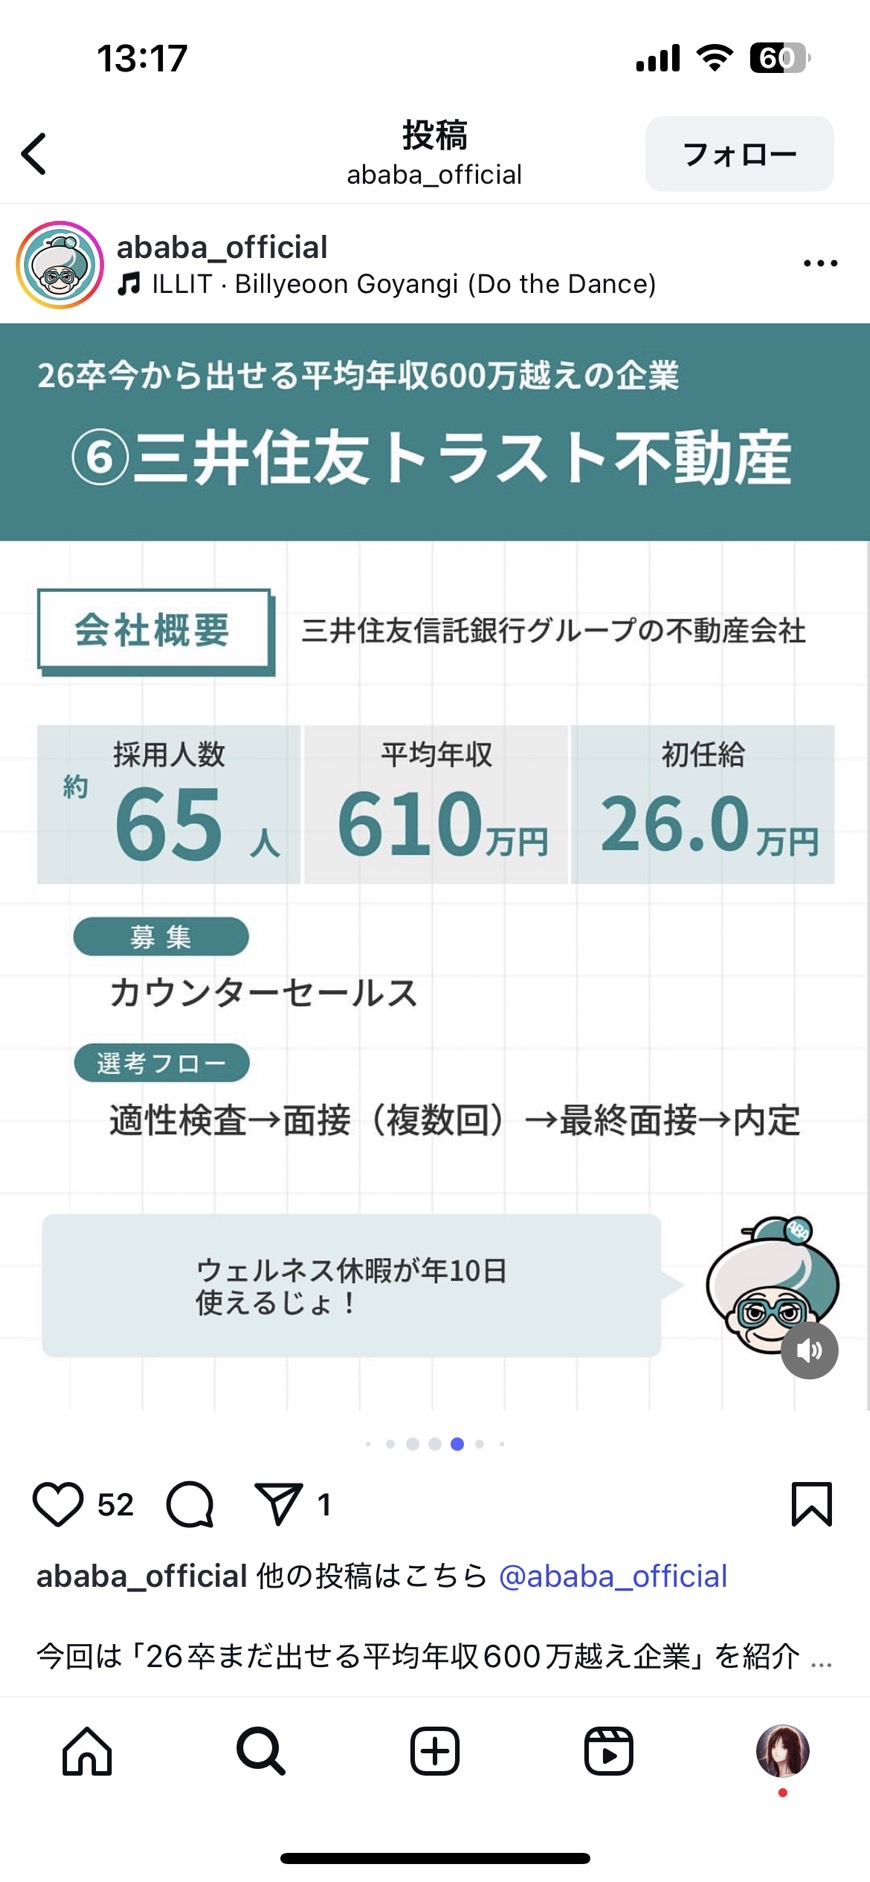 13:17
60
投稿
ababa_official
フォロー
ababa_official
ILLIT · Billyeoon Goyangi (Do the Dance)
26卒今から出せる平均年収600万越えの企業
⑥三井住友トラスト不動産
会社概要
三井住友信託銀行グループの不動産会社
採用人数
約 65 人
平均年収
610万円
初任給
26.0万円
募集
カウンターセールス
選考フロー
適性検査→面接（複数回）→最終面接→内定
ウェルネス休暇が年10日
使えるじょ！
ABA
52
1
ababa_official 他の投稿はこちら @ababa_official
今回は「26卒まだ出せる平均年収600万越え企業」を紹介 ...